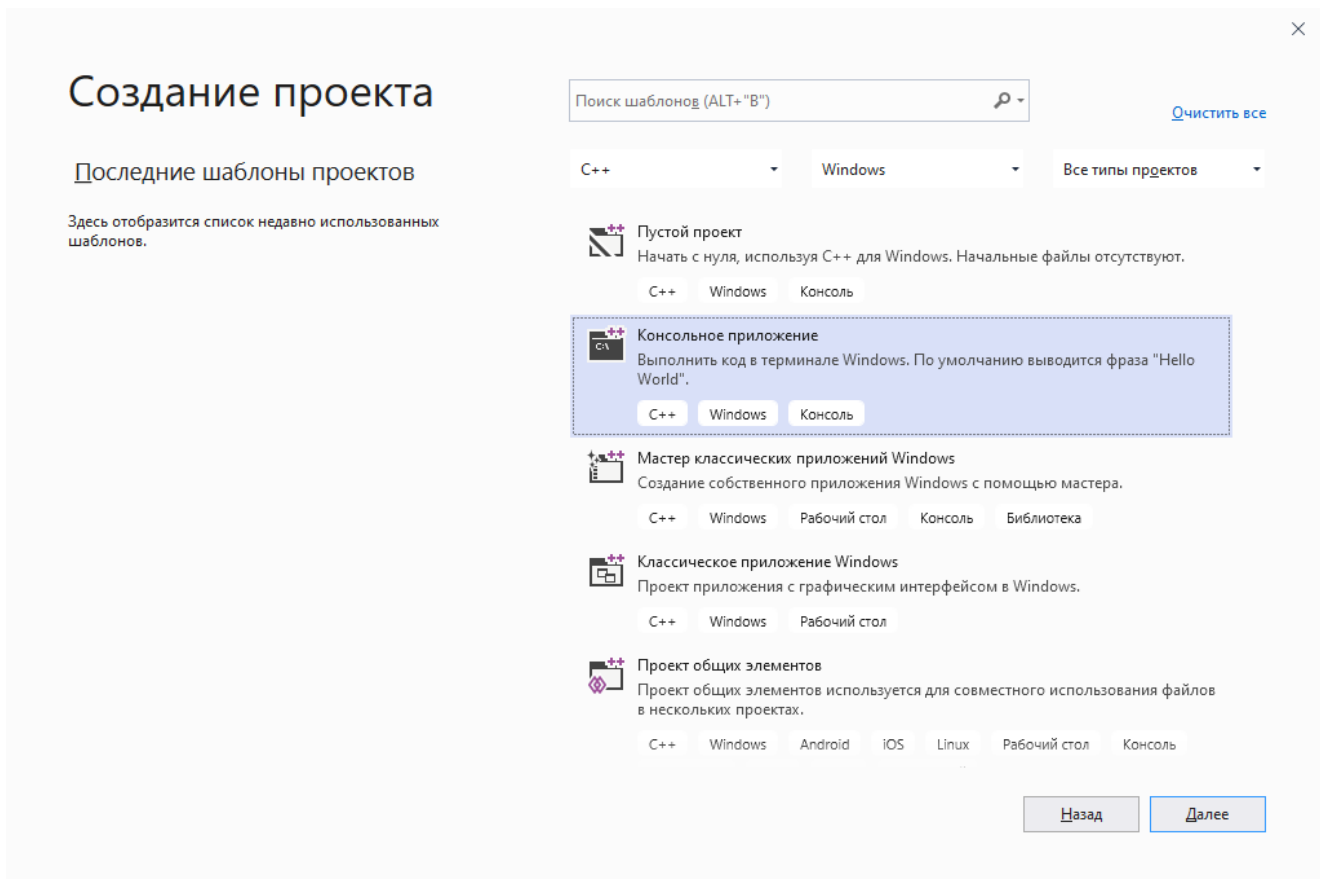 Создание проекта
Поиск шаблонов (ALT+"В")
Очистить все
Последние шаблоны проектов
C++ Windows Все типы проектов
Здесь отобразится список недавно использованных
шаблонов.
Пустой проект
Начать с нуля, используя C++ для Windows. Начальные файлы отсутствуют.
C++ Windows Консоль
C:\
Консольное приложение
Выполнить код в терминале Windows. По умолчанию выводится фраза "Hello
World".
C++ Windows Консоль
Мастер классических приложений Windows
Создание собственного приложения Windows с помощью мастера.
C++ Windows Рабочий стол Консоль Библиотека
Классическое приложение Windows
Проект приложения с графическим интерфейсом в Windows.
C++ Windows Рабочий стол
Проект общих элементов
Проект общих элементов используется для совместного использования файлов
в нескольких проектах.
C++ Windows Android iOS Linux Рабочий стол Консоль
Назад Далее